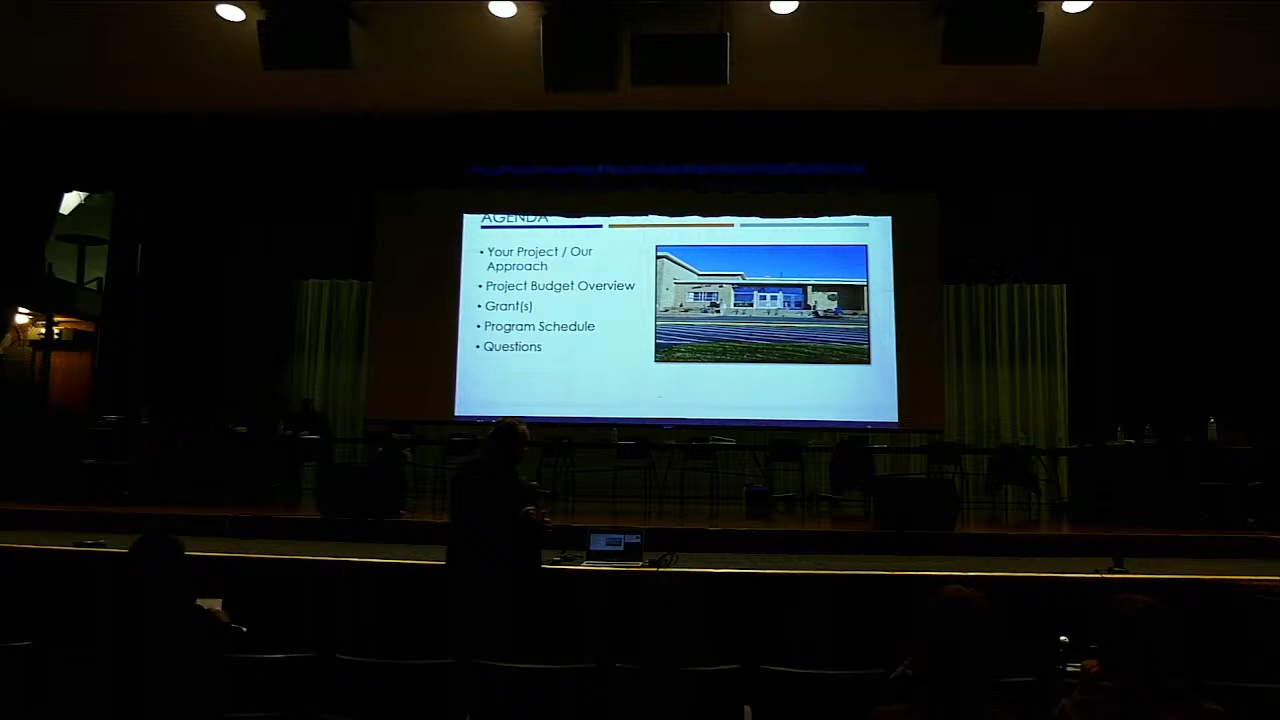 AGENDA
• Your Project / Our
Approach
• Project Budget Overview
• Grant(s)
• Program Schedule
• Questions